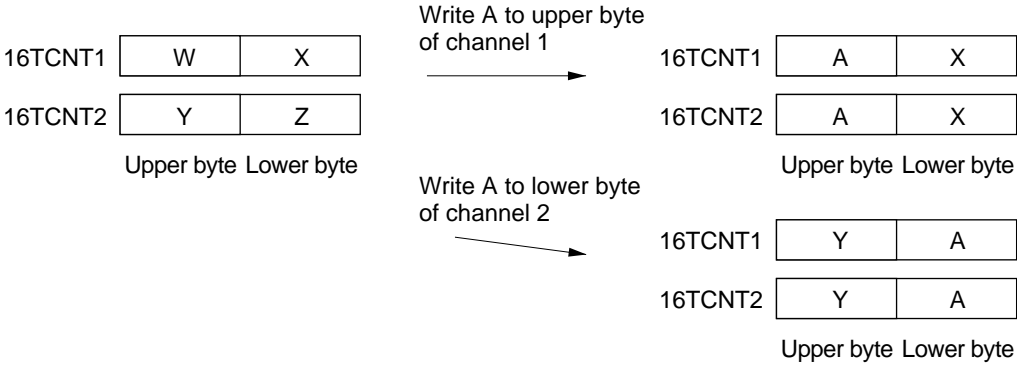 Write A to upper byte
of channel 1
16TCNT1 W X
16TCNT1 A X
16TCNT2 Y Z
16TCNT2 A X
Upper byte Lower byte
Upper byte Lower byte
Write A to lower byte
of channel 2
16TCNT1 Y A
16TCNT2 Y A
Upper byte Lower byte